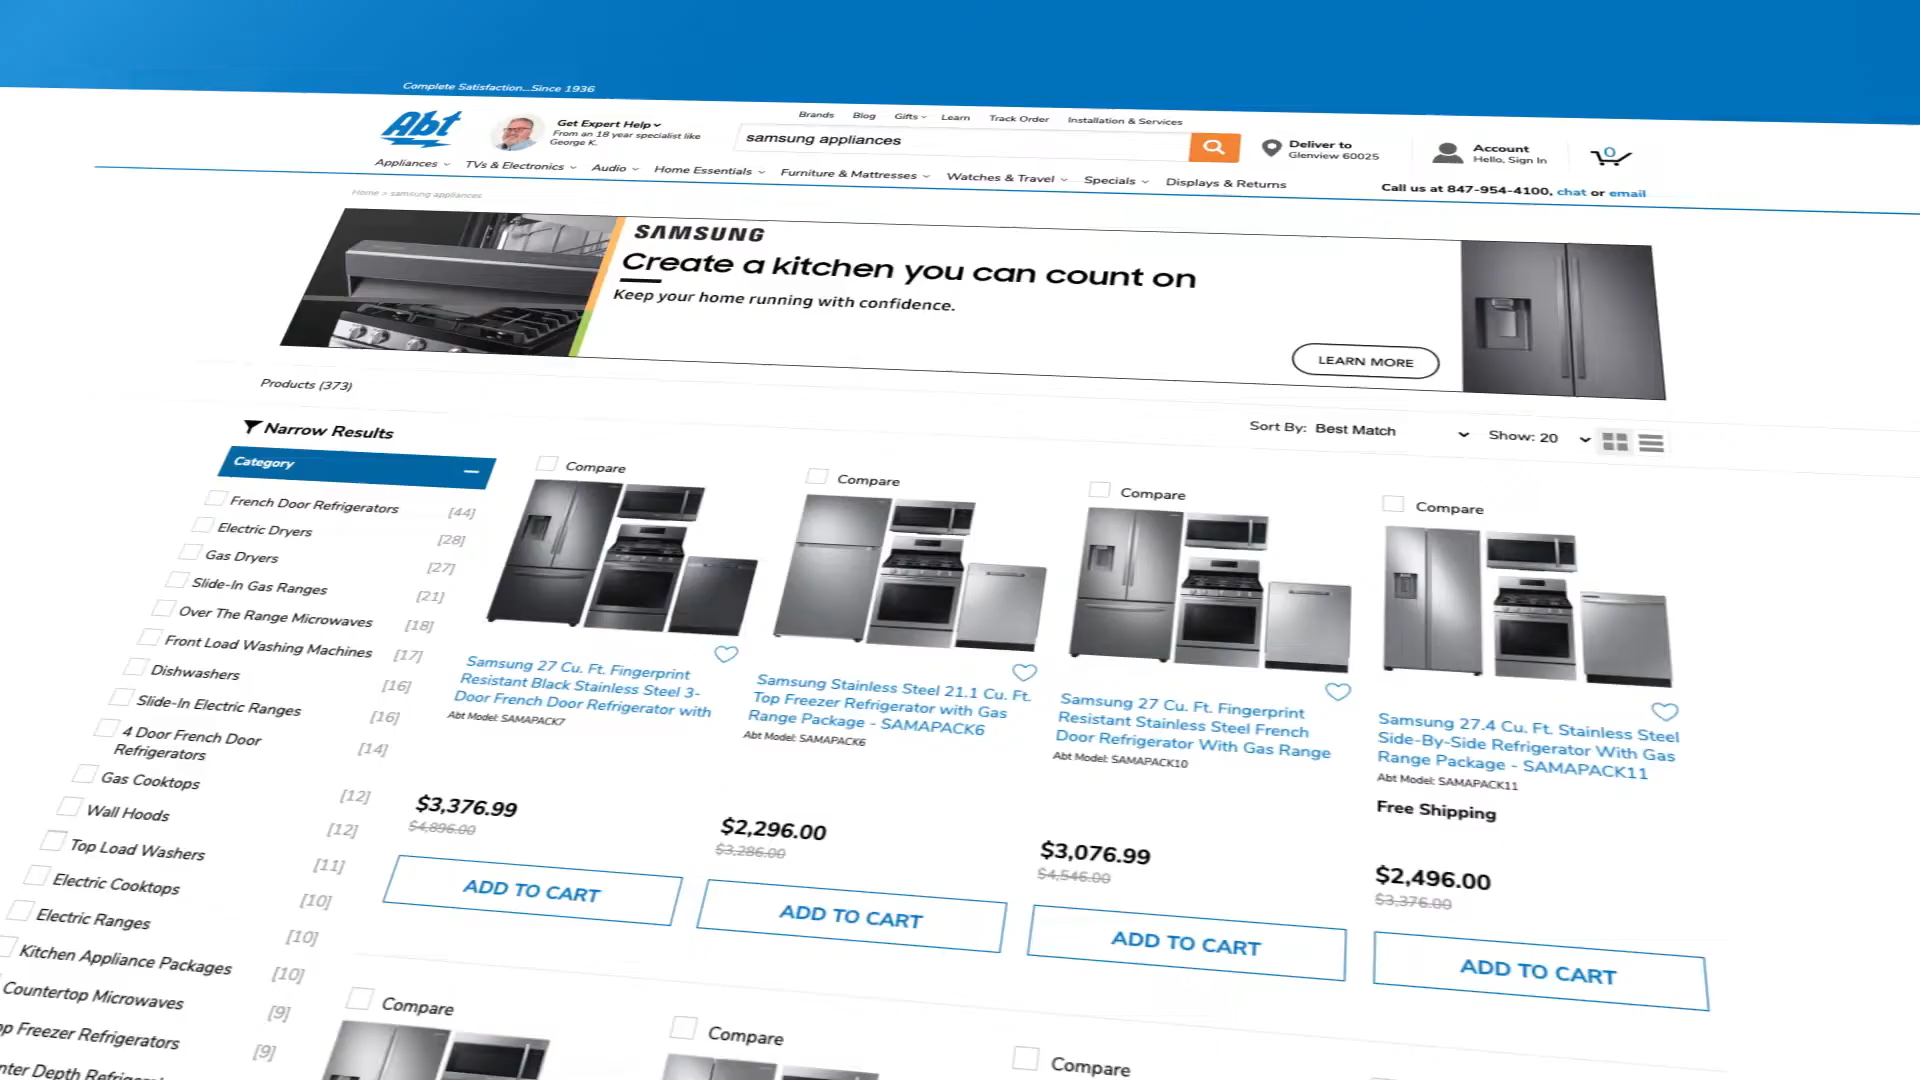 Complete Satisfaction...Since 1936
Abt
Get Expert Help
From an 18 year specialist like
George K.
Brands Blog Gifts Learn Track Order Installation & Services
samsung appliances
Deliver to
Glenview 60025
Account
Hello, Sign In
0
Appliances TVs & Electronics Audio Home Essentials Furniture & Mattresses Watches & Travel Specials Displays & Returns
Call us at 847-954-4100, chat or email
Home > samsung appliances
SAMSUNG
Create a kitchen you can count on
Keep your home running with confidence.
LEARN MORE
Products (373)
Sort By: Best Match Show: 20
Narrow Results
Category
French Door Refrigerators [44]
Electric Dryers [28]
Gas Dryers [27]
Slide-In Gas Ranges [21]
Over The Range Microwaves [18]
Front Load Washing Machines [17]
Dishwashers [16]
Slide-In Electric Ranges [16]
4 Door French Door
Refrigerators [14]
Gas Cooktops [12]
Wall Hoods [12]
Top Load Washers [11]
Electric Cooktops [10]
Electric Ranges [10]
Kitchen Appliance Packages [10]
Countertop Microwaves [9]
op Freezer Refrigerators [9]
Compare
Samsung 27 Cu. Ft. Fingerprint
Resistant Black Stainless Steel 3-
Door French Door Refrigerator with
Abt Model: SAMAPACK7
$3,376.99
$4,896.00
ADD TO CART
Compare
Samsung Stainless Steel 21.1 Cu. Ft.
Top Freezer Refrigerator with Gas
Range Package - SAMAPACK6
Abt Model: SAMAPACK6
$2,296.00
$3,286.00
ADD TO CART
Compare
Samsung 27 Cu. Ft. Fingerprint
Resistant Stainless Steel French
Door Refrigerator With Gas Range
Abt Model: SAMAPACK10
$3,076.99
$4,546.00
ADD TO CART
Compare
Samsung 27.4 Cu. Ft. Stainless Steel
Side-By-Side Refrigerator With Gas
Range Package - SAMAPACK11
Abt Model: SAMAPACK11
Free Shipping
$2,496.00
$3,376.00
ADD TO CART
Compare
Compare
Compare